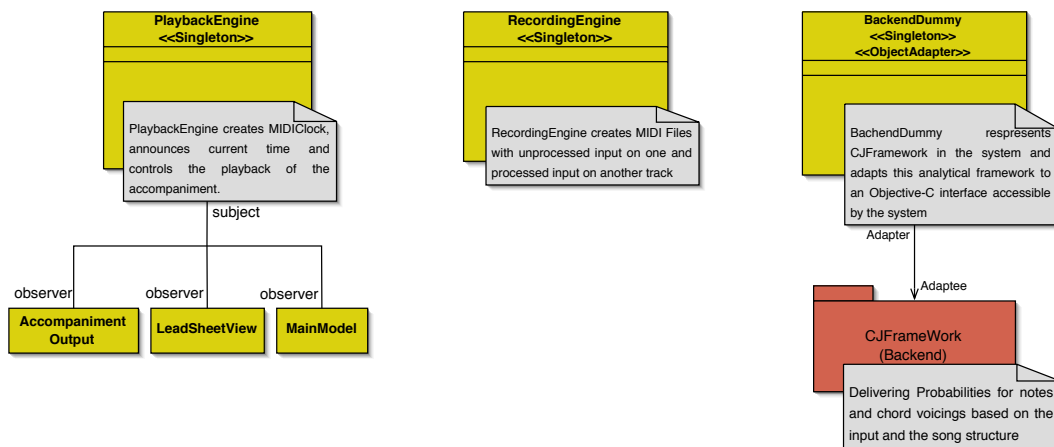 PlaybackEngine
<<Singleton>>
PlaybackEngine creates MIDIClock,
announces current time and
controls the playback of the
accompaniment.
subject
observer
observer
observer
Accompaniment
Output
LeadSheetView
MainModel
RecordingEngine
<<Singleton>>
RecordingEngine creates MIDI Files
with unprocessed input on one and
processed input on another track
BackendDummy
<<Singleton>>
<<ObjectAdapter>>
BachendDummy respresents
CJFramework in the system and
adapts this analytical framework to
an Objective-C interface accessible
by the system
Adapter
Adaptee
CJFrameWork
(Backend)
Delivering Probabilities for notes
and chord voicings based on the
input and the song structure